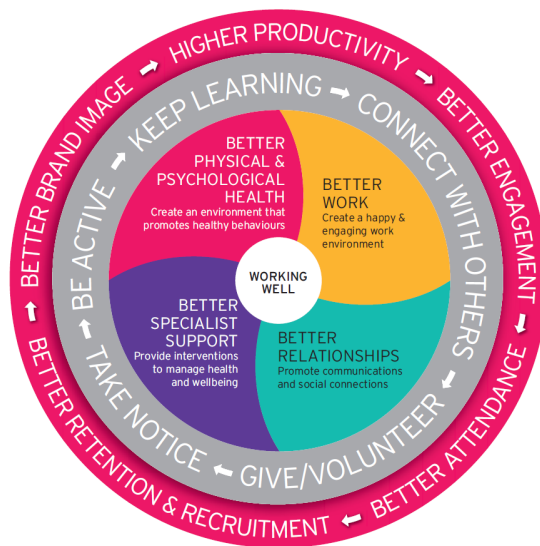 HIGHER PRODUCTIVITY
BETTER ENGAGEMENT
BETTER ATTENDANCE
BETTER RETENTION & RECRUITMENT
BETTER BRAND IMAGE
KEEP LEARNING
CONNECT WITH OTHERS
GIVE/VOLUNTEER
TAKE NOTICE
BE ACTIVE
BETTER
PHYSICAL &
PSYCHOLOGICAL
HEALTH
Create an environment that
promotes healthy behaviours
BETTER
WORK
Create a happy &
engaging work
environment
WORKING
WELL
BETTER
SPECIALIST
SUPPORT
Provide interventions
to manage health
and wellbeing
BETTER
RELATIONSHIPS
Promote communications
and social connections